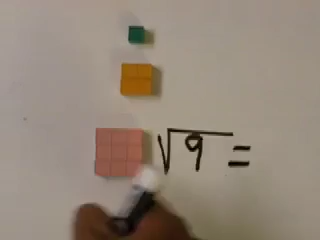 √9 =